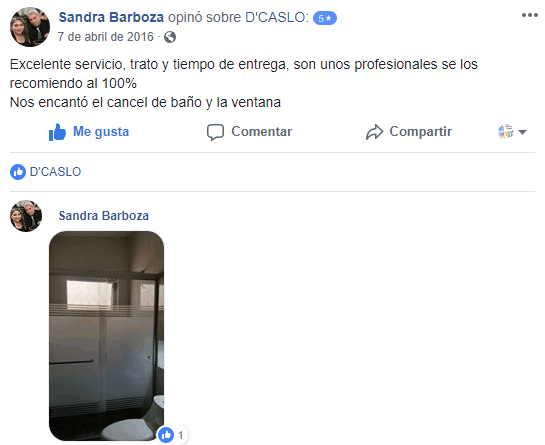 Sandra Barboza opinó sobre D'CASLO: 5★
7 de abril de 2016 ·
Excelente servicio, trato y tiempo de entrega, son unos profesionales se los
recomiendo al 100%
Nos encantó el cancel de baño y la ventana
Me gusta Comentar Compartir
D'CASLO
Sandra Barboza
1